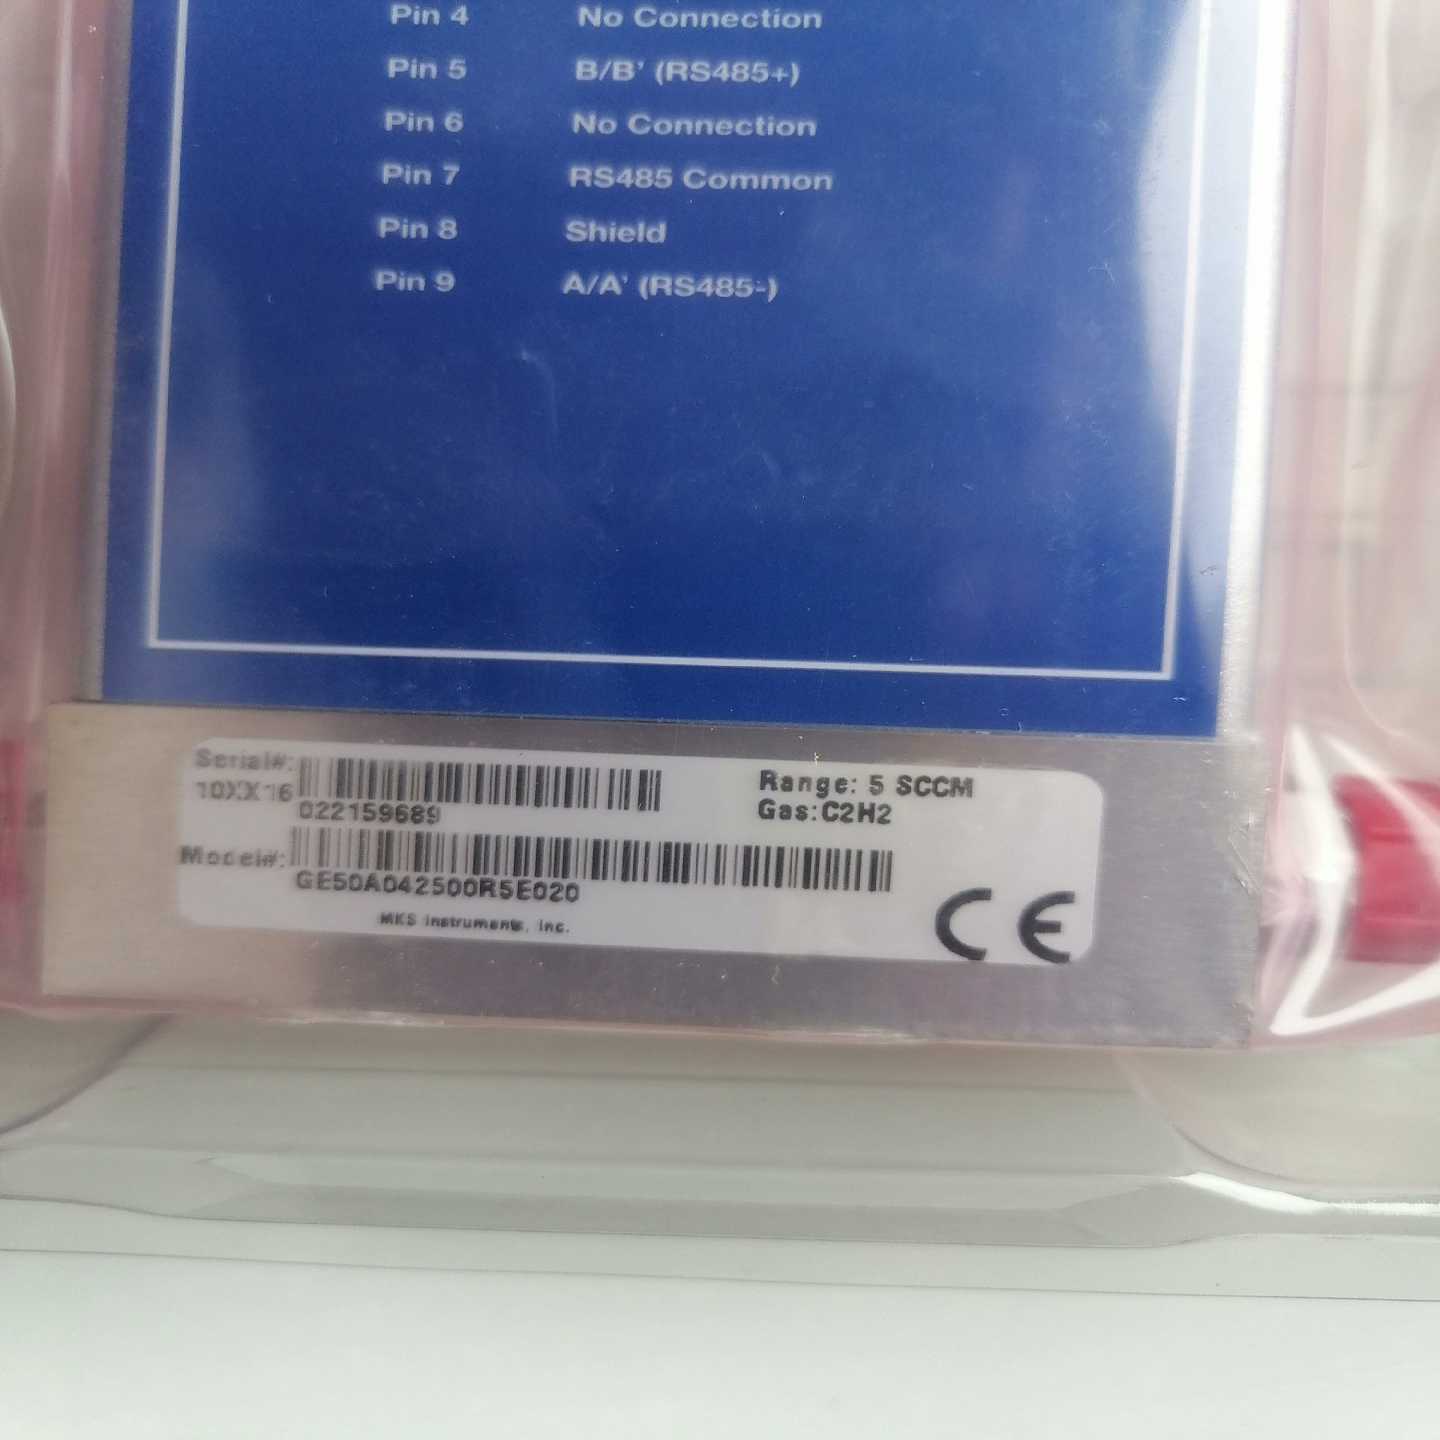 Pin 4 No Connection
Pin 5 B/B' (RS485+)
Pin 6 No Connection
Pin 7 RS485 Common
Pin 8 Shield
Pin 9 A/A' (RS485-)
Serial#:
10XX16
022159689
Range: 5 SCCM
Gas:C2H2
Model#:
GE50A042500R5E020
MKS Instruments, Inc.
CE